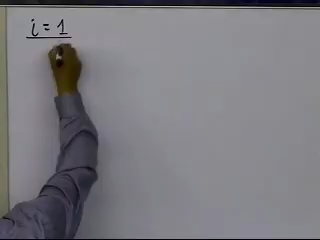 i = 1